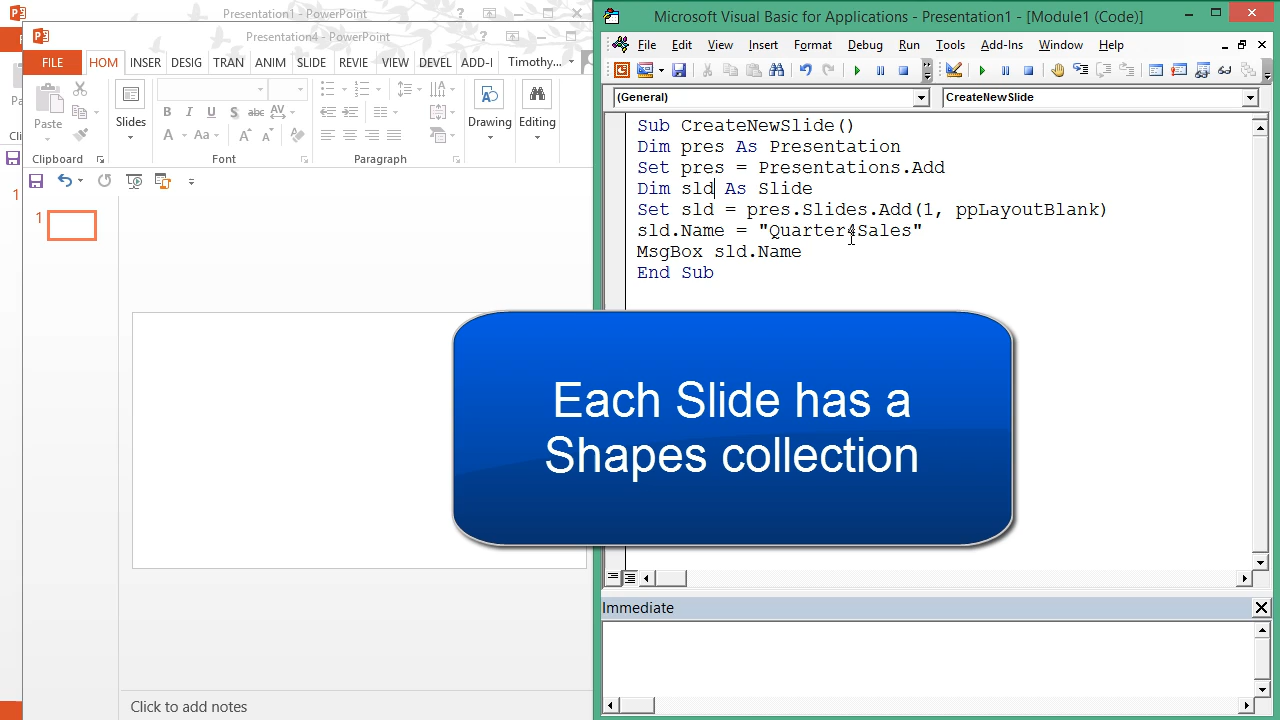 Presentation1 - PowerPoint
Presentation4 - PowerPoint
FILE HOM INSER DESIG TRAN ANIM SLIDE REVIE VIEW DEVEL ADD-I Timothy...
Paste
Slides
Drawing
Editing
B I U S abc AV
A Aa A A
Clipboard Font Paragraph
1
1
Click to add notes
Microsoft Visual Basic for Applications - Presentation1 - [Module1 (Code)]
File Edit View Insert Format Debug Run Tools Add-Ins Window Help
(General) CreateNewSlide
Sub CreateNewSlide()
Dim pres As Presentation
Set pres = Presentations.Add
Dim sld As Slide
Set sld = pres.Slides.Add(1, ppLayoutBlank)
sld.Name = "Quarter4Sales"
MsgBox sld.Name
End Sub
Each Slide has a
Shapes collection
Immediate